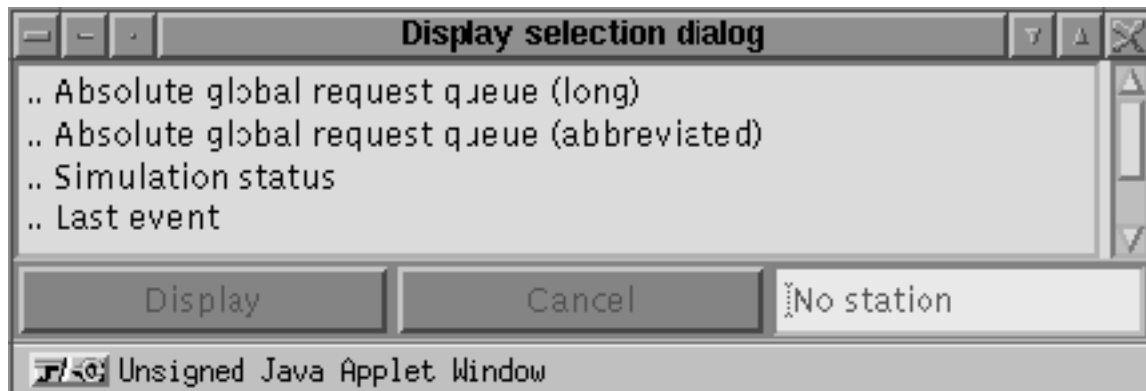 Display selection dialog
.. Absolute global request queue (long)
.. Absolute global request queue (abbreviated)
.. Simulation status
.. Last event
Display Cancel No station
Unsigned Java Applet Window